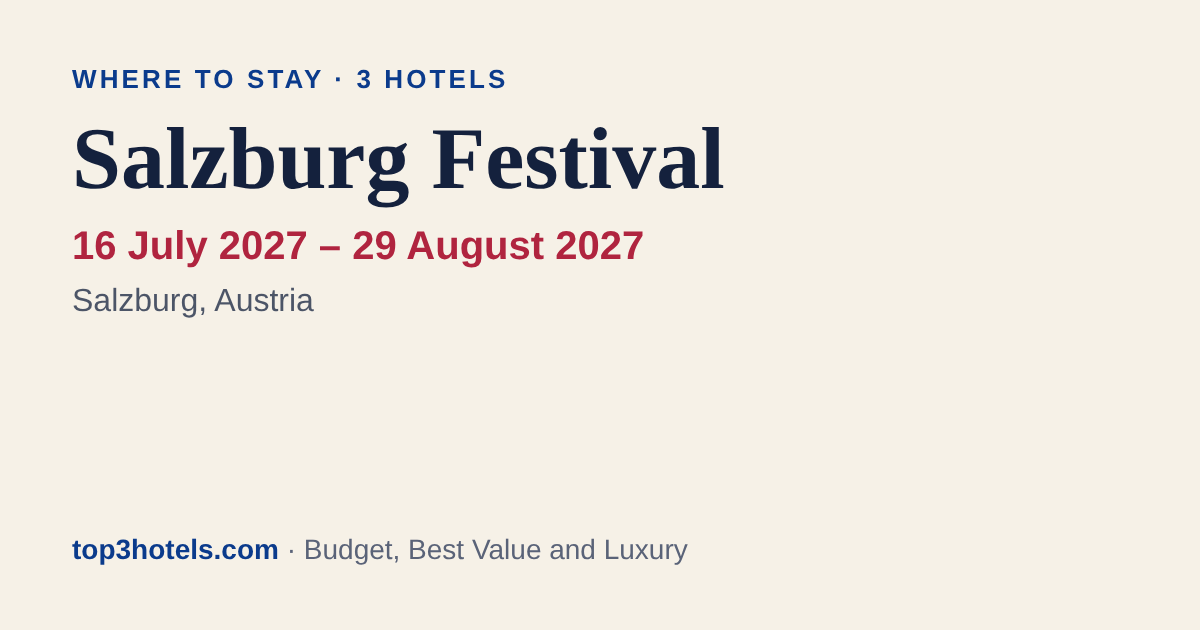 WHERE TO STAY · 3 HOTELS
Salzburg Festival
16 July 2027 – 29 August 2027
Salzburg, Austria
top3hotels.com · Budget, Best Value and Luxury